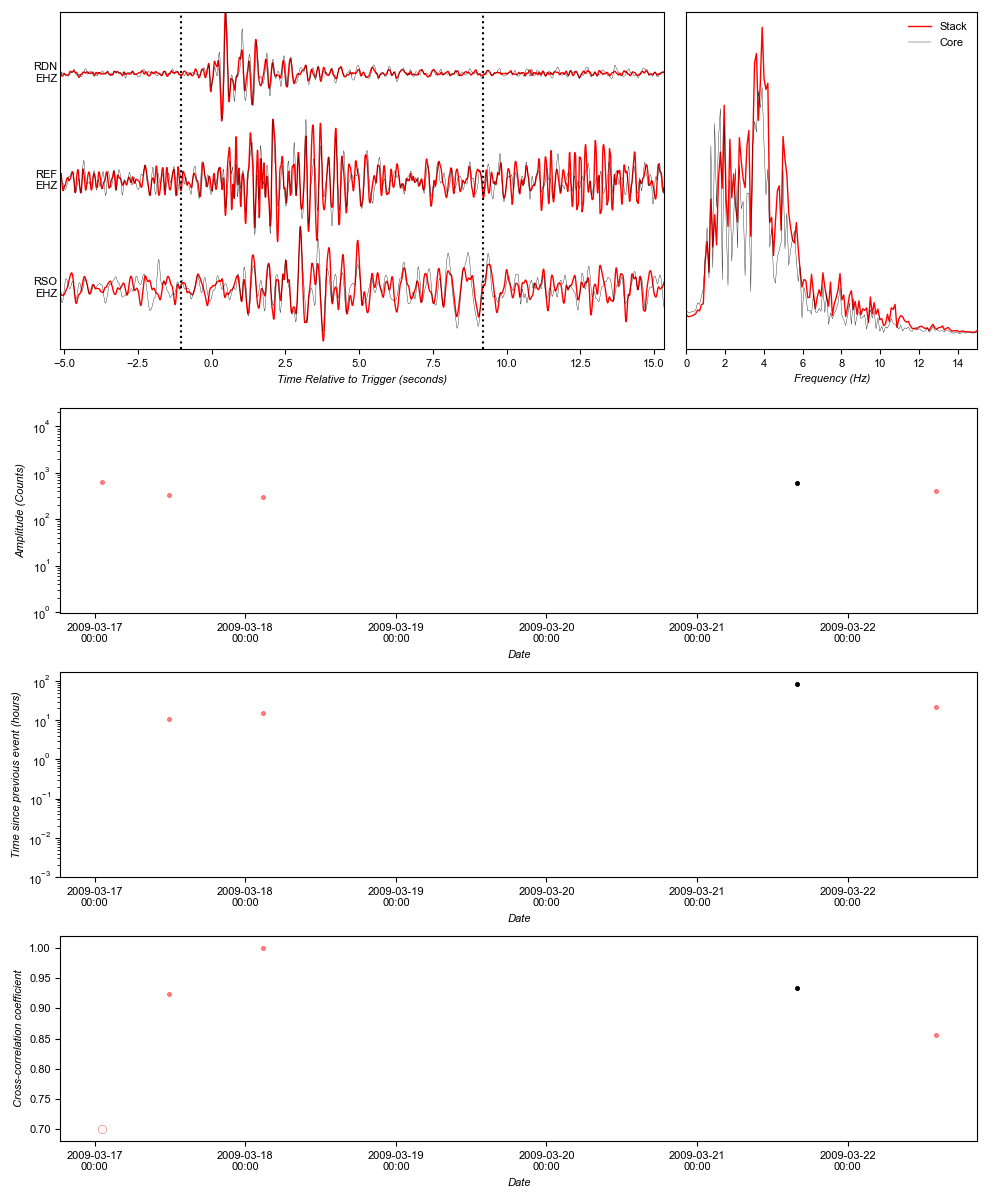 RDN
EHZ
REF
EHZ
RSO
EHZ
−5.0 −2.5 0.0 2.5 5.0 7.5 10.0 12.5 15.0
Time Relative to Trigger (seconds)
Stack
Core
0 2 4 6 8 10 12 14
Frequency (Hz)
10^4
10^3
10^2
10^1
10^0
Amplitude (Counts)
2009-03-17 2009-03-18 2009-03-19 2009-03-20 2009-03-21 2009-03-22
00:00 00:00 00:00 00:00 00:00 00:00
Date
10^2
10^1
10^0
10^−1
10^−2
10^−3
Time since previous event (hours)
2009-03-17 2009-03-18 2009-03-19 2009-03-20 2009-03-21 2009-03-22
00:00 00:00 00:00 00:00 00:00 00:00
Date
1.00
0.95
0.90
0.85
0.80
0.75
0.70
Cross-correlation coefficient
2009-03-17 2009-03-18 2009-03-19 2009-03-20 2009-03-21 2009-03-22
00:00 00:00 00:00 00:00 00:00 00:00
Date